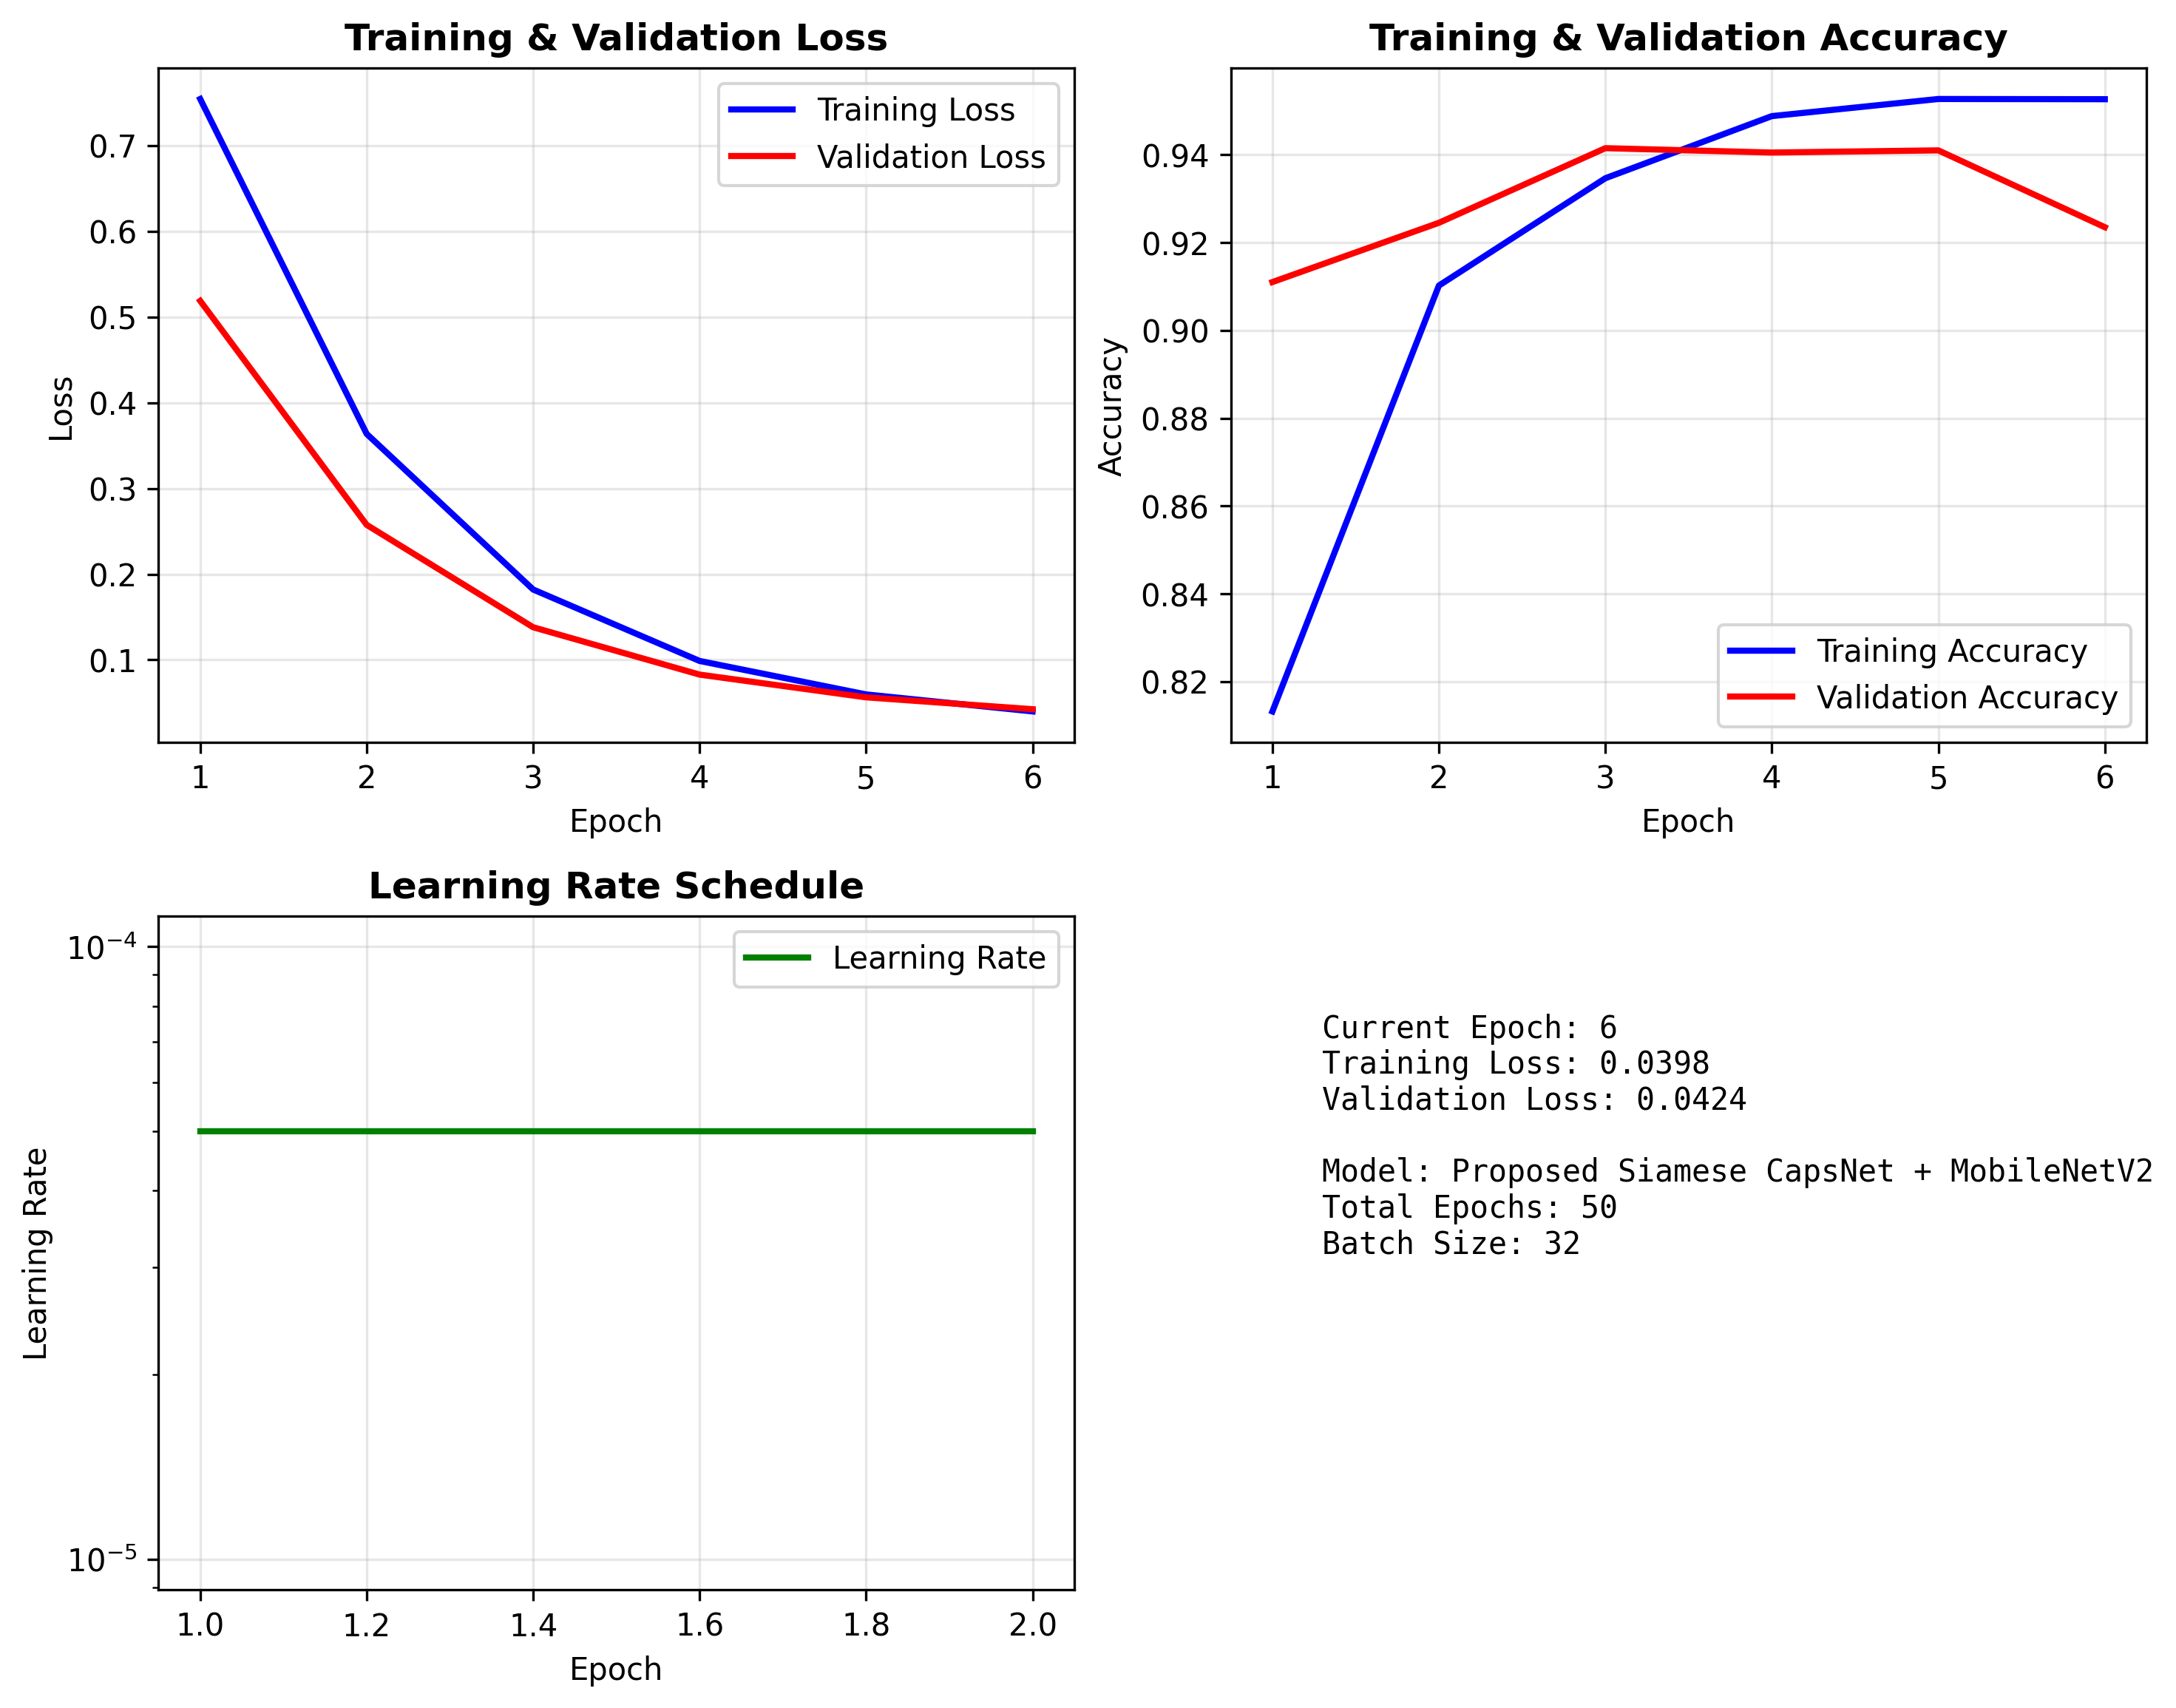 Training & Validation Loss
Training Loss
Validation Loss
0.7
0.6
0.5
0.4
0.3
0.2
0.1
Loss
1 2 3 4 5 6
Epoch
Training & Validation Accuracy
0.94
0.92
0.90
0.88
0.86
0.84
0.82
Accuracy
Training Accuracy
Validation Accuracy
1 2 3 4 5 6
Epoch
Learning Rate Schedule
Learning Rate
10⁻⁴
10⁻⁵
Learning Rate
1.0 1.2 1.4 1.6 1.8 2.0
Epoch
Current Epoch: 6
Training Loss: 0.0398
Validation Loss: 0.0424
Model: Proposed Siamese CapsNet + MobileNetV2
Total Epochs: 50
Batch Size: 32